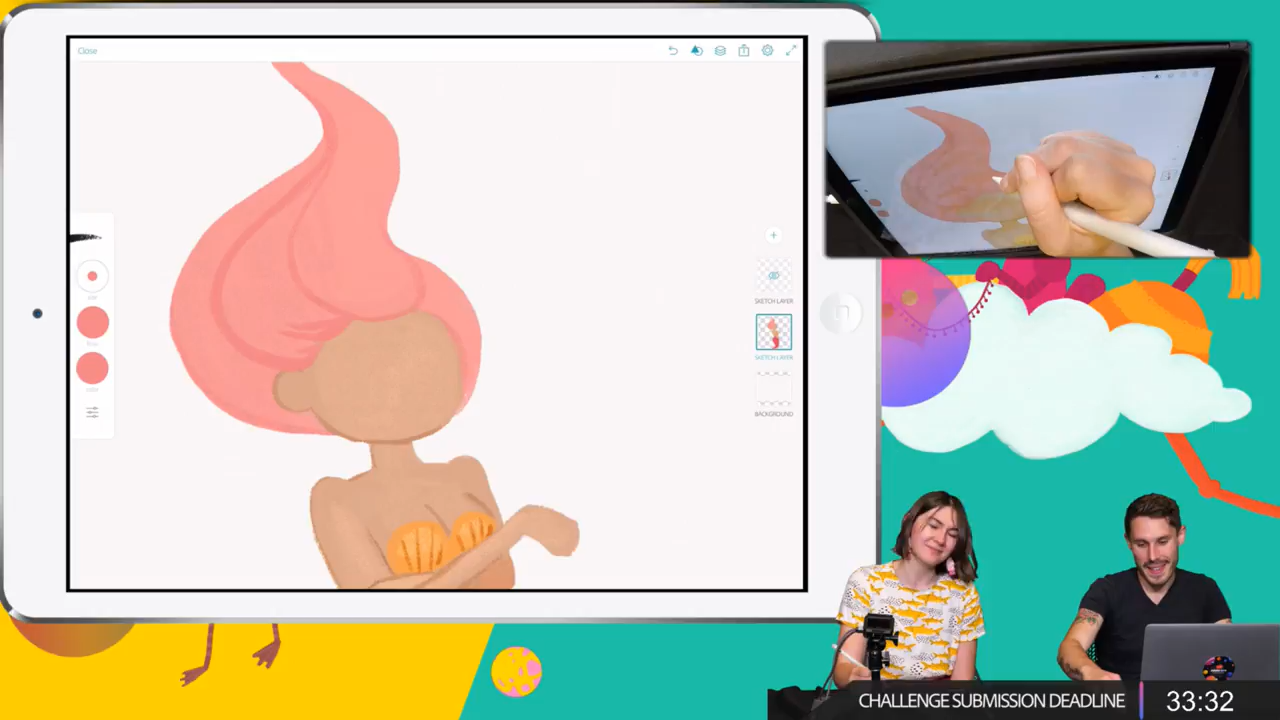 Close
SKETCH LAYER
SKETCH LAYER
BACKGROUND
CHALLENGE SUBMISSION DEADLINE
33:32